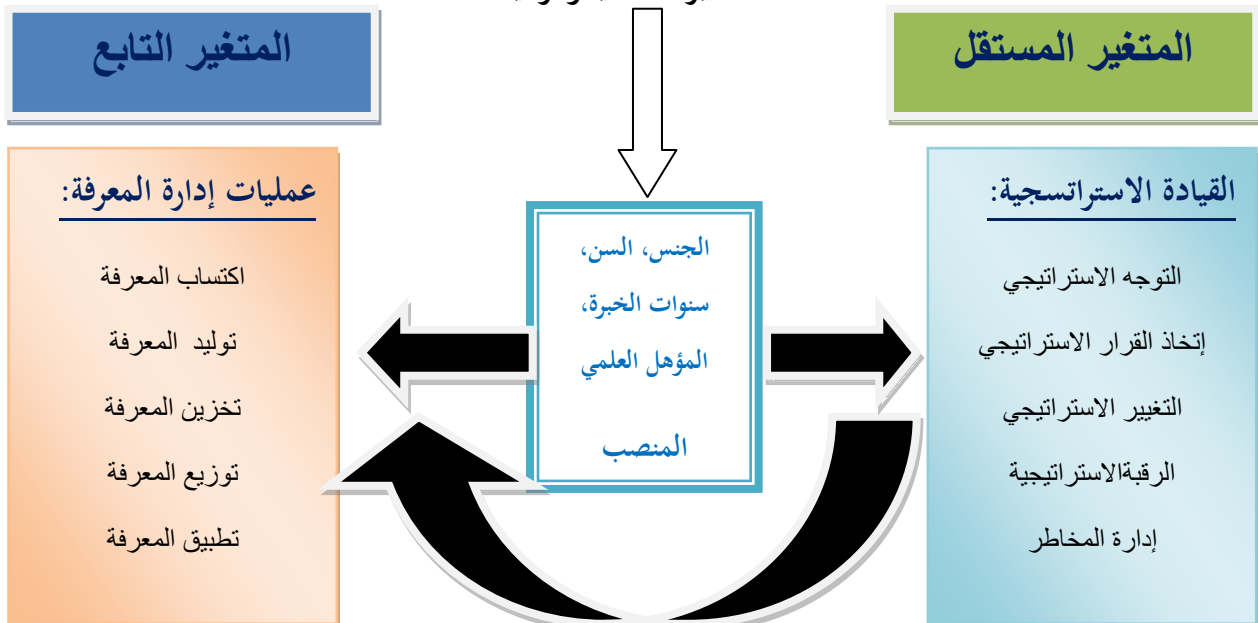 المتغير المستقل
المتغير التابع
القيادة الاستراتسجية:
التوجه الاستراتيجي
إتخاذ القرار الاستراتيجي
التغيير الاستراتيجي
الرقبةالاستراتيجية
إدارة المخاطر
الجنس، السن،
سنوات الخبرة،
المؤهل العلمي
المنصب
عمليات إدارة المعرفة:
اكتساب المعرفة
توليد المعرفة
تخزين المعرفة
توزيع المعرفة
تطبيق المعرفة